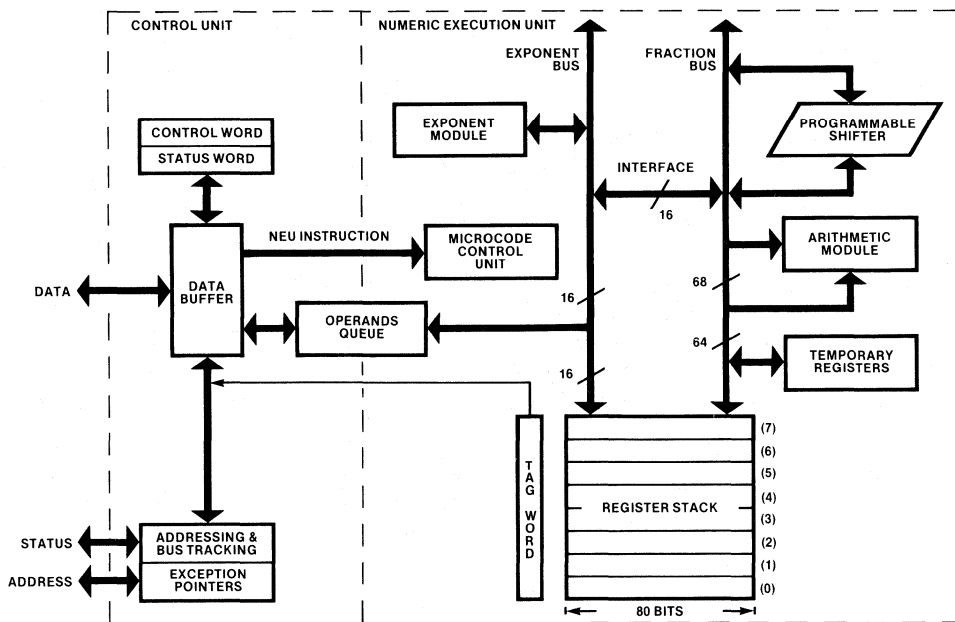 CONTROL UNIT
NUMERIC EXECUTION UNIT
EXPONENT
BUS
FRACTION
BUS
EXPONENT
MODULE
PROGRAMMABLE
SHIFTER
CONTROL WORD
STATUS WORD
INTERFACE
16
NEU INSTRUCTION
MICROCODE
CONTROL
UNIT
ARITHMETIC
MODULE
DATA
DATA
BUFFER
16
68
OPERANDS
QUEUE
64
16
TEMPORARY
REGISTERS
TAG WORD
(7)
(6)
(5)
(4)
REGISTER STACK
(3)
(2)
(1)
(0)
STATUS
ADDRESSING &
BUS TRACKING
ADDRESS
EXCEPTION
POINTERS
80 BITS